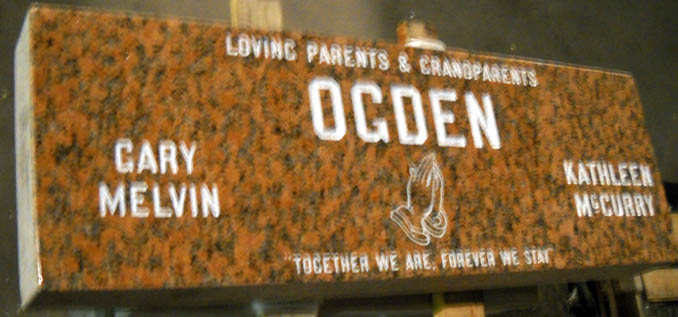 LOVING PARENTS & GRANDPARENTS
OGDEN
GARY
MELVIN
KATHLEEN
McCURRY
"TOGETHER WE ARE, FOREVER WE STAY"